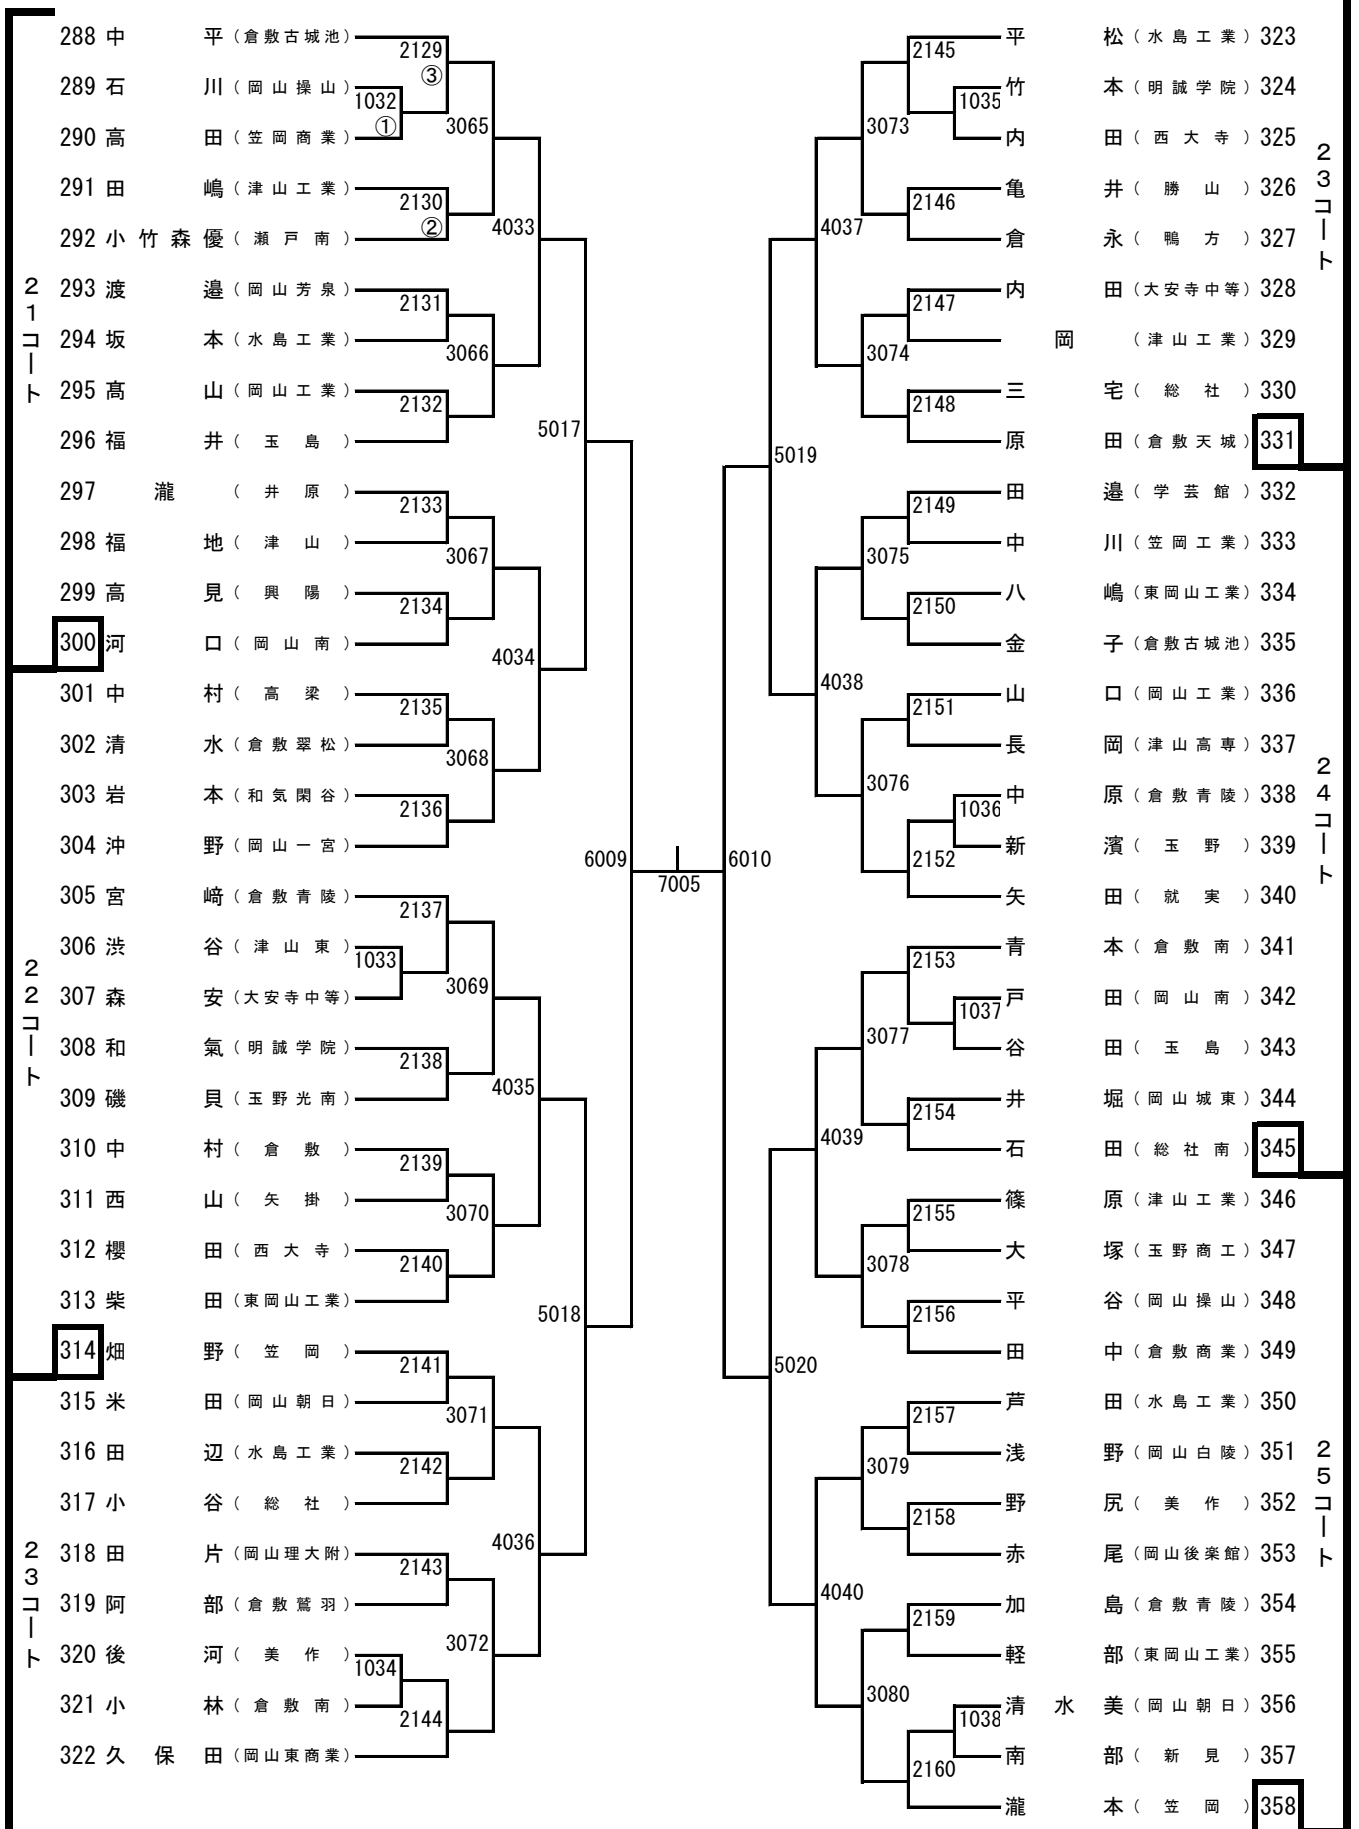 288 中平 (倉敷古城池)
289 石川 (岡山操山)
290 高田 (笠岡商業)
291 田嶋 (津山工業)
292 小竹森優 (瀬戸南)
293 渡邉 (岡山芳泉)
294 坂本 (水島工業)
295 髙山 (岡山工業)
296 福井 (玉島)
297 瀧 (井原)
298 福地 (津山)
299 高見 (興陽)
300 河口 (岡山南)
301 中村 (高梁)
302 清水 (倉敷翠松)
303 岩本 (和気閑谷)
304 沖野 (岡山一宮)
305 宮﨑 (倉敷青陵)
306 渋谷 (津山東)
307 森安 (大安寺中等)
308 和氣 (明誠学院)
309 磯貝 (玉野光南)
310 中村 (倉敷)
311 西山 (矢掛)
312 櫻田 (西大寺)
313 柴田 (東岡山工業)
314 畑野 (笠岡)
315 米田 (岡山朝日)
316 田辺 (水島工業)
317 小谷 (総社)
318 田片 (岡山理大附)
319 阿部 (倉敷鷲羽)
320 後河 (美作)
321 小林 (倉敷南)
322 久保田 (岡山東商業)
21コート
22コート
23コート
1032
①
1033
1034
2129
③
2130
②
2131
2132
2133
2134
2135
2136
2137
2138
2139
2140
2141
2142
2143
2144
3065
3066
3067
3068
3069
3070
3071
3072
4033
4034
4035
4036
5017
5018
6009
7005
6010
5019
5020
4037
4038
4039
4040
3073
3074
3075
3076
3077
3078
3079
3080
2145
2146
2147
2148
2149
2150
2151
2152
2153
2154
2155
2156
2157
2158
2159
2160
1035
1036
1037
1038
平松 (水島工業) 323
竹本 (明誠学院) 324
内田 (西大寺) 325
亀井 (勝山) 326
倉永 (鴨方) 327
内田 (大安寺中等) 328
岡 (津山工業) 329
三宅 (総社) 330
原田 (倉敷天城) 331
田邉 (学芸館) 332
中川 (笠岡工業) 333
八嶋 (東岡山工業) 334
金子 (倉敷古城池) 335
山口 (岡山工業) 336
長岡 (津山高専) 337
中原 (倉敷青陵) 338
新濱 (玉野) 339
矢田 (就実) 340
青本 (倉敷南) 341
戸田 (岡山南) 342
谷田 (玉島) 343
井堀 (岡山城東) 344
石田 (総社南) 345
篠原 (津山工業) 346
大塚 (玉野商工) 347
平谷 (岡山操山) 348
田中 (倉敷商業) 349
芦田 (水島工業) 350
浅野 (岡山白陵) 351
野尻 (美作) 352
赤尾 (岡山後楽館) 353
加島 (倉敷青陵) 354
軽部 (東岡山工業) 355
清水美 (岡山朝日) 356
南部 (新見) 357
瀧本 (笠岡) 358
23コート
24コート
25コート